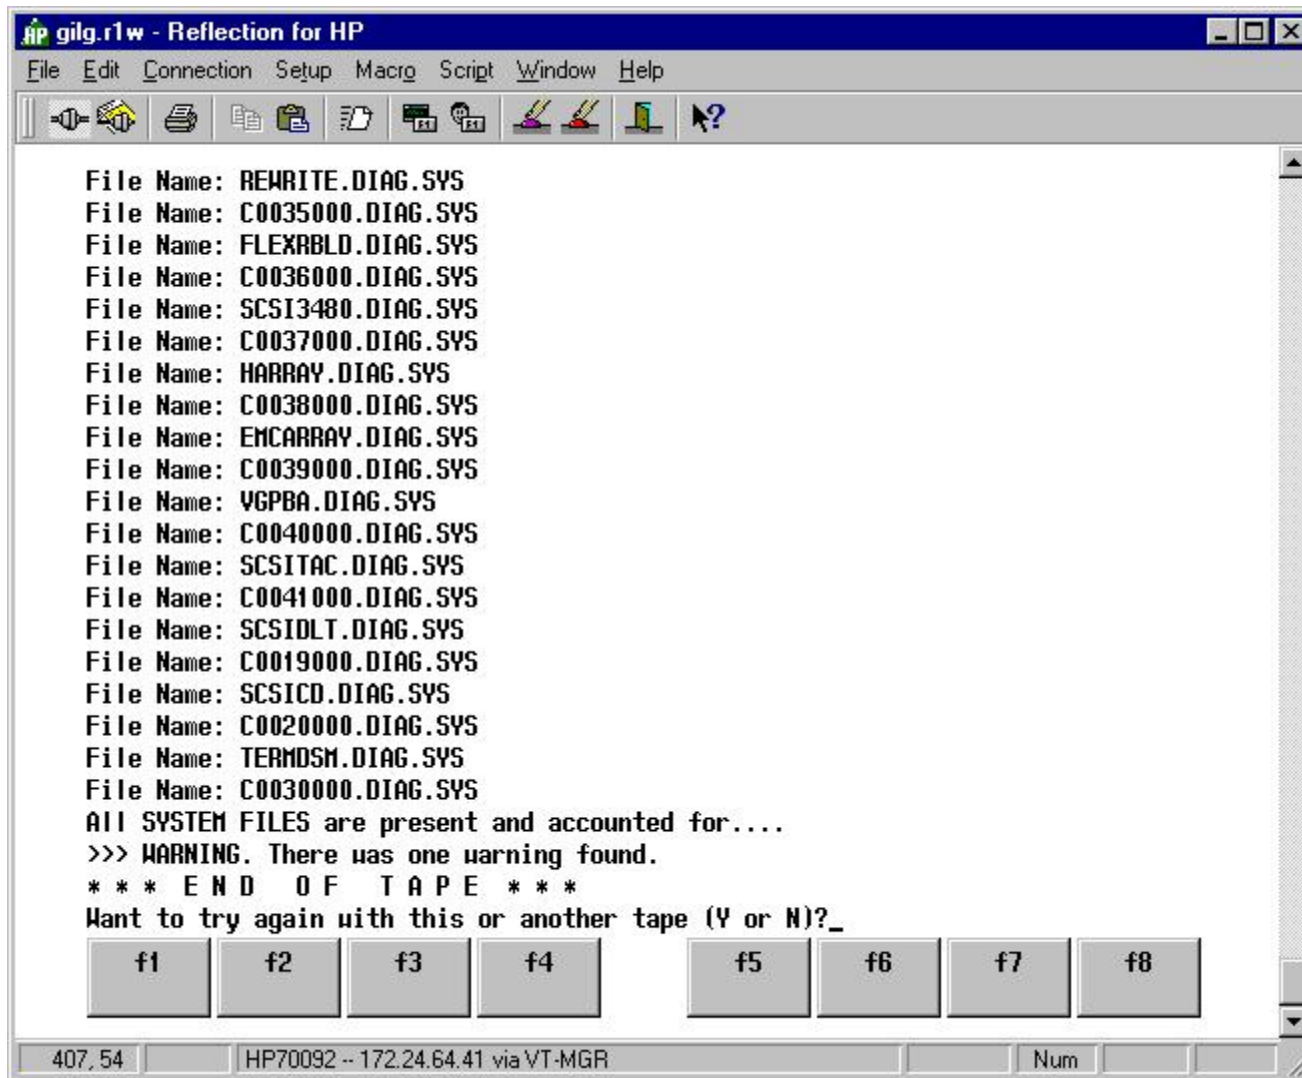 gilg.r1w - Reflection for HP
File Edit Connection Setup Macro Script Window Help
File Name: REWRITE.DIAG.SYS
File Name: C0035000.DIAG.SYS
File Name: FLEXRBLD.DIAG.SYS
File Name: C0036000.DIAG.SYS
File Name: SCSI3480.DIAG.SYS
File Name: C0037000.DIAG.SYS
File Name: HARRAY.DIAG.SYS
File Name: C0038000.DIAG.SYS
File Name: EMCARRAY.DIAG.SYS
File Name: C0039000.DIAG.SYS
File Name: VGPBA.DIAG.SYS
File Name: C0040000.DIAG.SYS
File Name: SCSITAC.DIAG.SYS
File Name: C0041000.DIAG.SYS
File Name: SCSIDLT.DIAG.SYS
File Name: C0019000.DIAG.SYS
File Name: SCSICD.DIAG.SYS
File Name: C0020000.DIAG.SYS
File Name: TERMDSM.DIAG.SYS
File Name: C0030000.DIAG.SYS
All SYSTEM FILES are present and accounted for....
>>> WARNING. There was one warning found.
* * * E N D   O F   T A P E * * *
Want to try again with this or another tape (Y or N)?_
f1 f2 f3 f4 f5 f6 f7 f8
407, 54 HP70092 -- 172.24.64.41 via VT-MGR Num